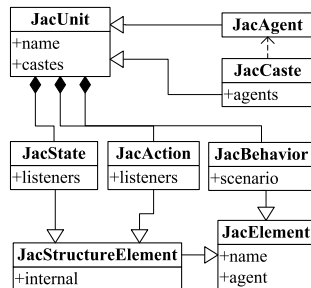 JacUnit
+name
+castes
JacAgent
JacCaste
+agents
JacState
+listeners
JacAction
+listeners
JacBehavior
+scenario
JacStructureElement
+internal
JacElement
+name
+agent